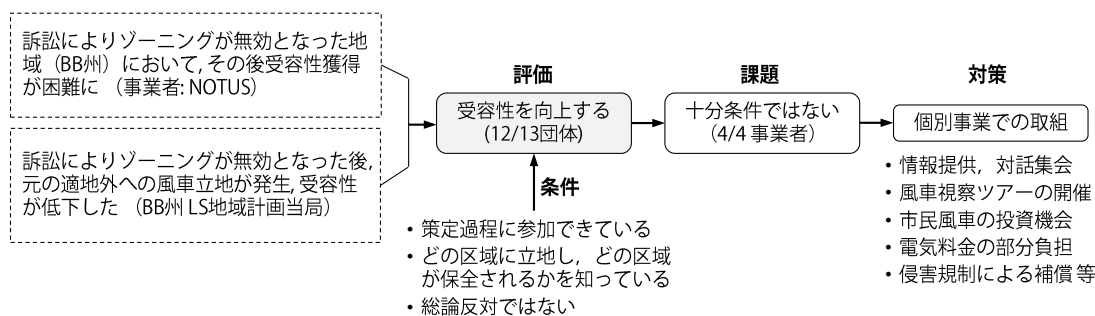 訴訟によりゾーニングが無効となった地
域（BB州）において, その後受容性獲得
が困難に （事業者: NOTUS）
訴訟によりゾーニングが無効となった後,
元の適地外への風車立地が発生, 受容性
が低下した （BB州 LS地域計画当局）
評価
受容性を向上する
(12/13団体)
条件
・策定過程に参加できている
・どの区域に立地し，どの区域
が保全されるかを知っている
・総論反対ではない
課題
十分条件ではない
（4/4 事業者）
対策
個別事業での取組
・情報提供，対話集会
・風車視察ツアーの開催
・市民風車の投資機会
・電気料金の部分負担
・侵害規制による補償 等